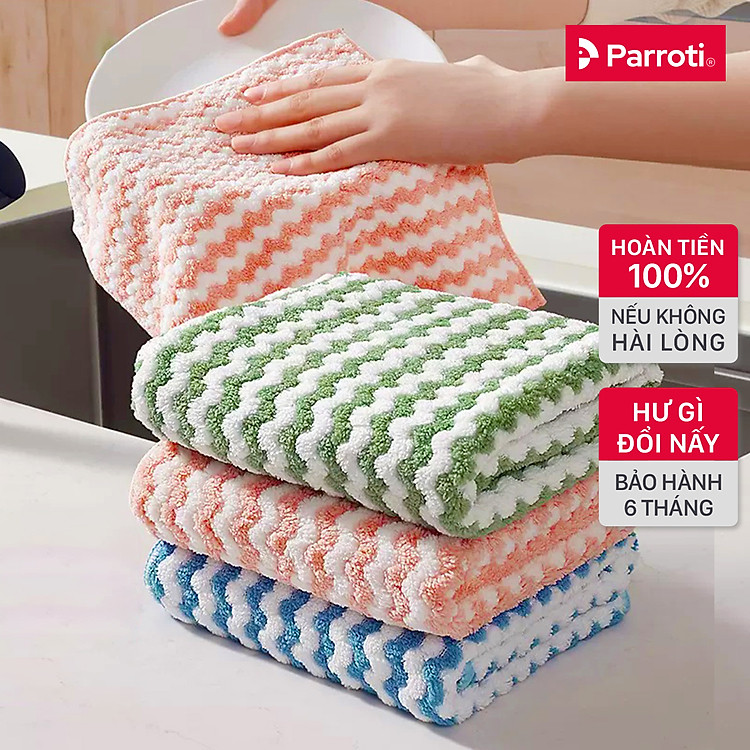 Parroti®
HOÀN TIỀN
100%
NẾU KHÔNG
HÀI LÒNG
HƯ GÌ
ĐỔI NẤY
BẢO HÀNH
6 THÁNG